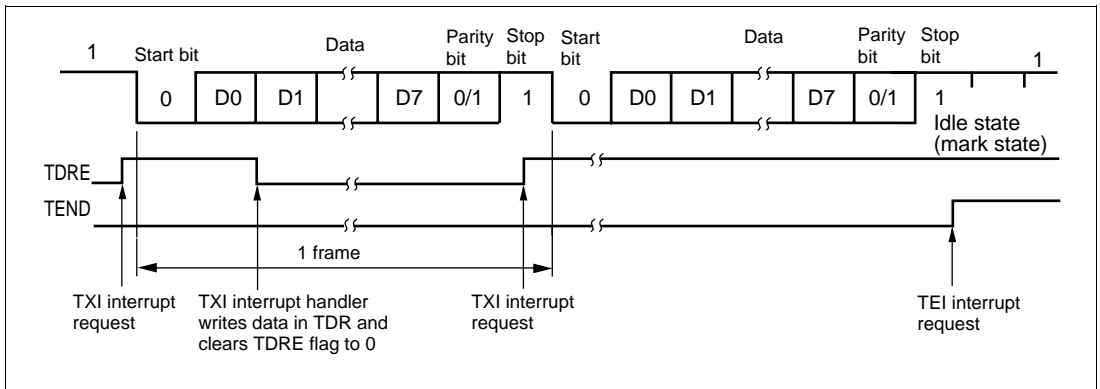 1
Start bit
Data
Parity bit
Stop bit
Start bit
Data
Parity bit
Stop bit
1
0 D0 D1 D7 0/1 1 0 D0 D1 D7 0/1 1
Idle state
(mark state)
TDRE
TEND
1 frame
TXI interrupt
request
TXI interrupt handler
writes data in TDR and
clears TDRE flag to 0
TXI interrupt
request
TEI interrupt
request